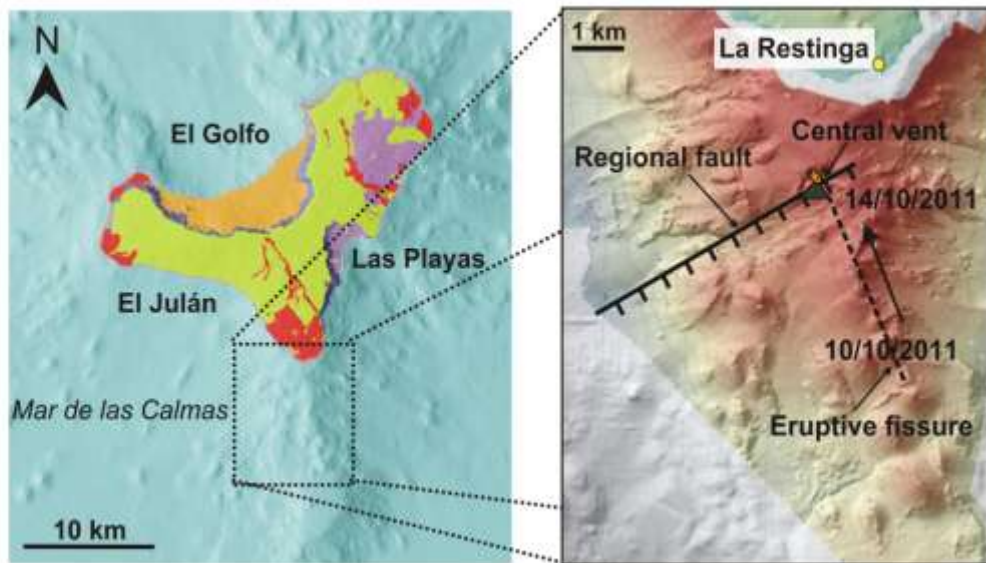 N
El Golfo
Las Playas
El Julán
Mar de las Calmas
10 km
1 km
La Restinga
Central vent
Regional fault
14/10/2011
10/10/2011
Eruptive fissure